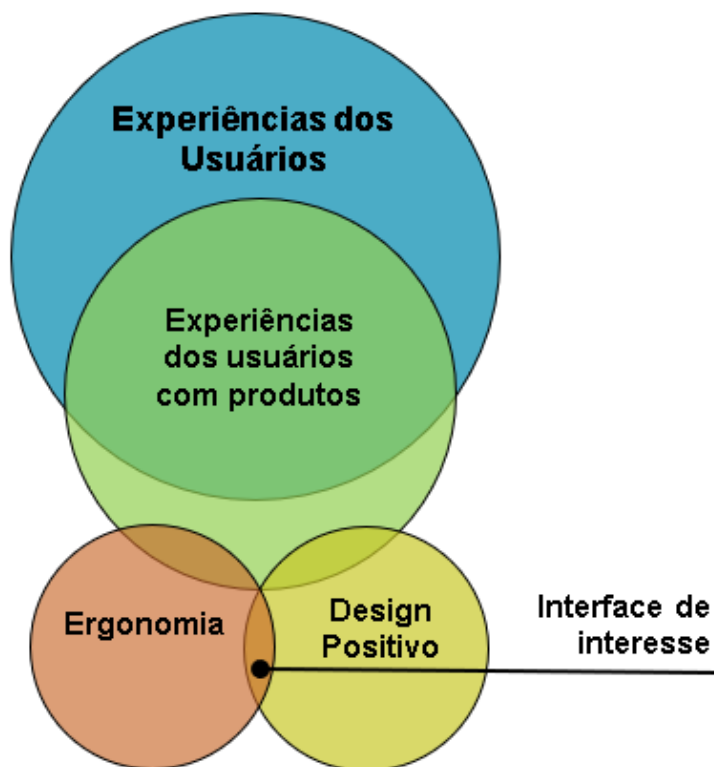 Experiências dos
Usuários
Experiências
dos usuários
com produtos
Ergonomia
Design
Positivo
Interface de
interesse